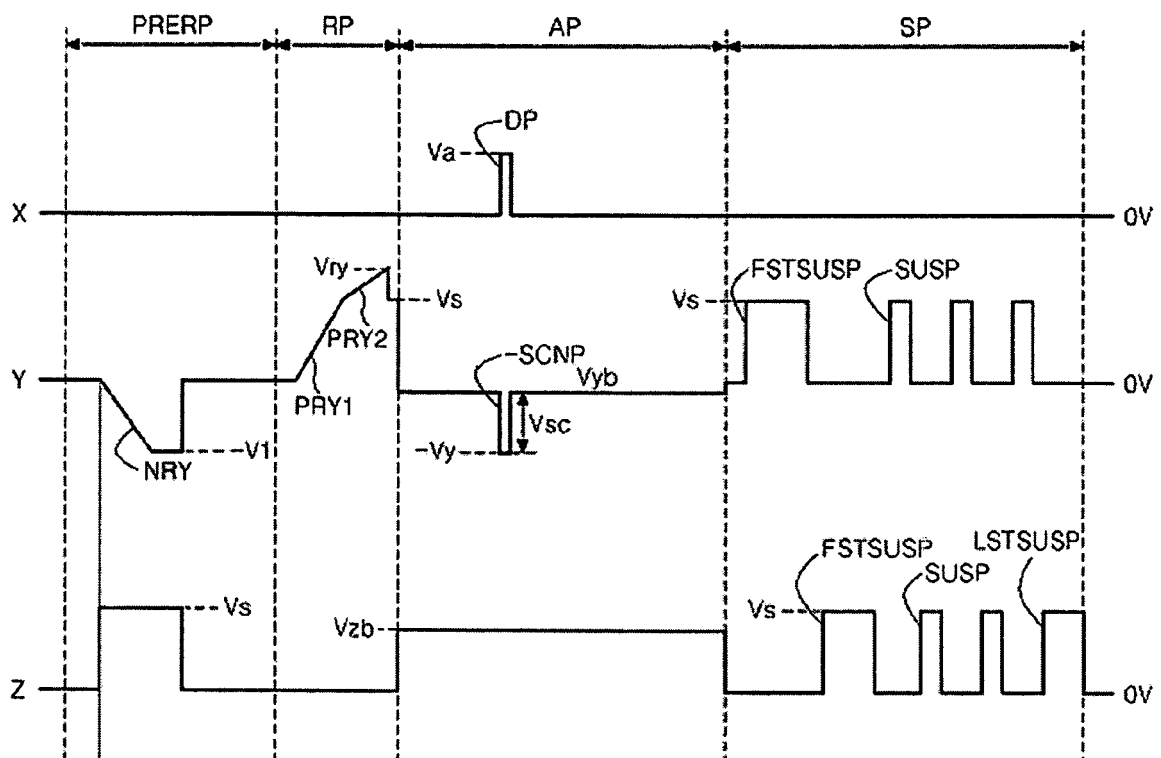 PRERP RP AP SP
DP
Va
X 0V
Vry
Vs
FSTSUSP SUSP
Vs
PRY2
PRY1
SCNP
Vyb
Y 0V
Vsc
-V1
-Vy
NRY
FSTSUSP SUSP LSTSUSP
Vs
Vzb
Vs
Z 0V